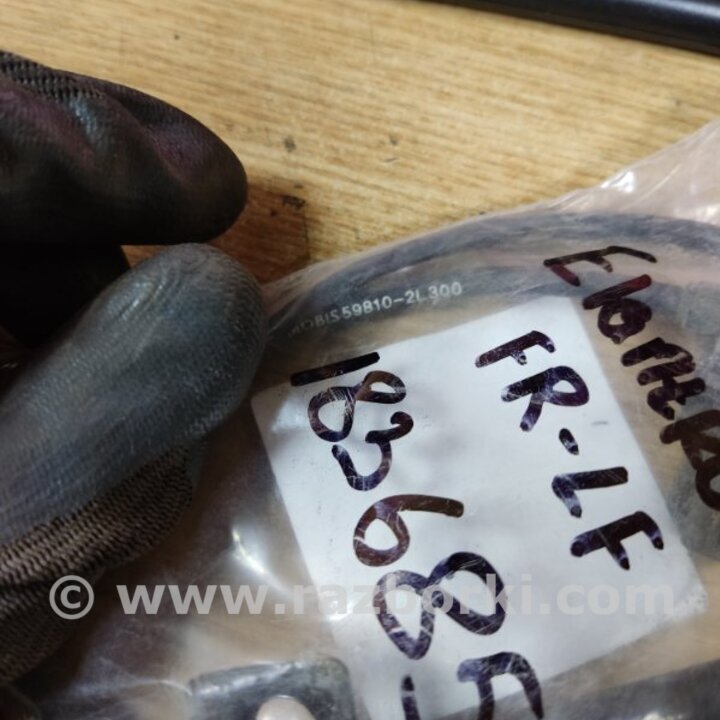 MOBIS 59810-2L300
Elantra
FR-LF
183685
© www.razborki.com